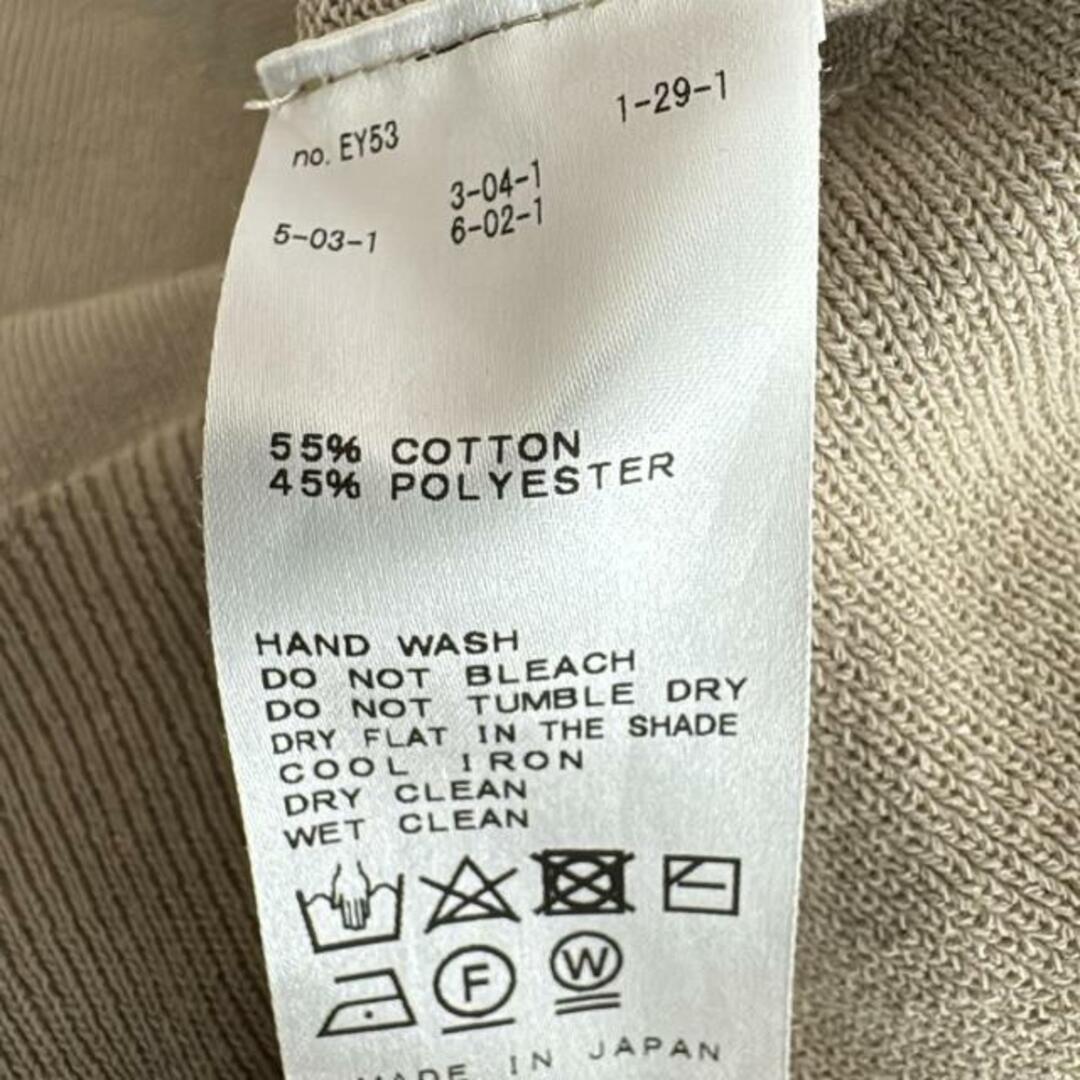 no. EY53 1-29-1
3-04-1
5-03-1 6-02-1
55% COTTON
45% POLYESTER
HAND WASH
DO NOT BLEACH
DO NOT TUMBLE DRY
DRY FLAT IN THE SHADE
COOL IRON
DRY CLEAN
WET CLEAN
F W
MADE IN JAPAN